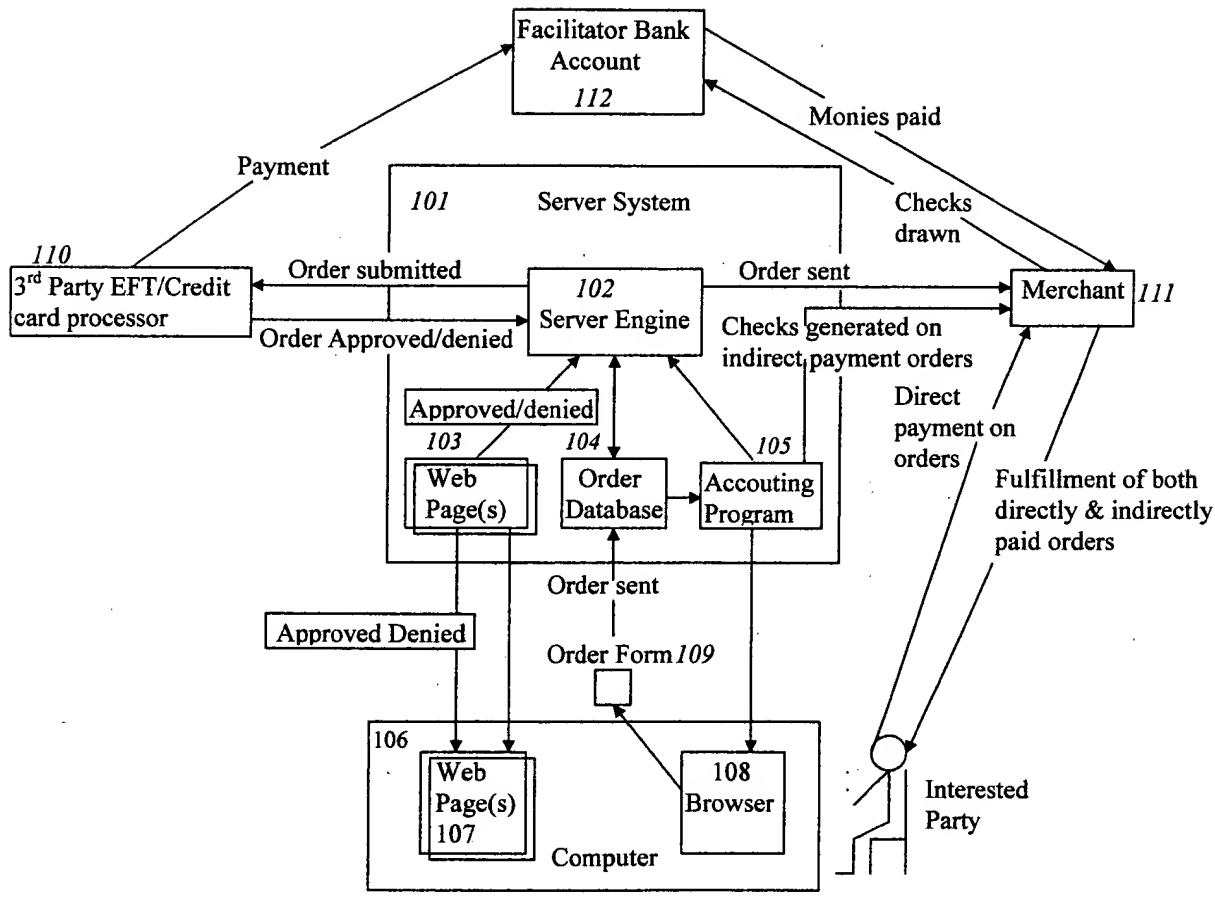 Facilitator Bank
Account
112
Monies paid
Payment
101 Server System
Checks
drawn
110
3rd Party EFT/Credit
card processor
Order submitted
102
Server Engine
Order sent
Merchant 111
Order Approved/denied
Checks generated on
indirect payment orders
Approved/denied
Direct
payment on
orders
103
104
105
Web
Page(s)
Order
Database
Accouting
Program
Fulfillment of both
directly & indirectly
paid orders
Order sent
Approved Denied
Order Form 109
106
Web
Page(s)
107
108
Browser
Interested
Party
Computer